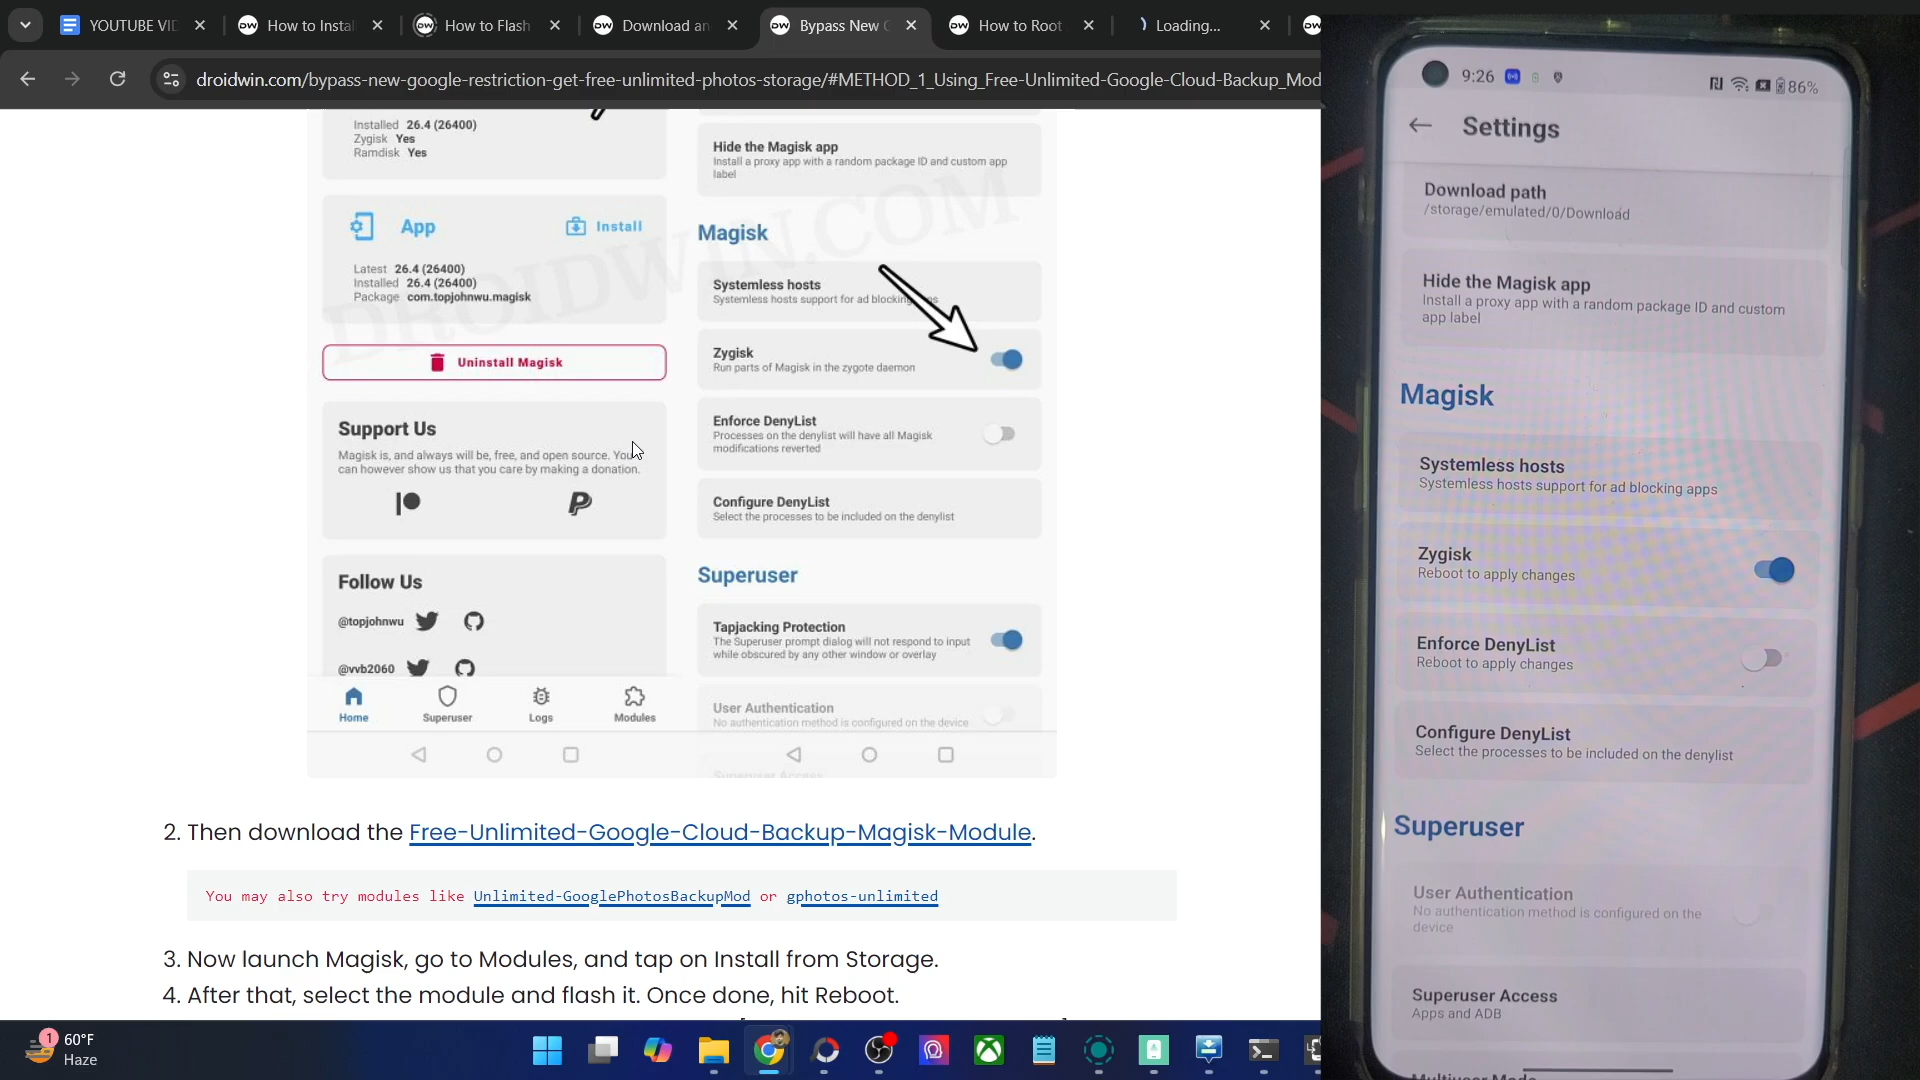 YOUTUBE VID
How to Instal
How to Flash
Download an
Bypass New G
How to Root
Loading...
droidwin.com/bypass-new-google-restriction-get-free-unlimited-photos-storage/#METHOD_1_Using_Free-Unlimited-Google-Cloud-Backup_Mod
Installed 26.4 (26400)
Zygisk Yes
Ramdisk Yes
App
Install
Latest 26.4 (26400)
Installed 26.4 (26400)
Package com.topjohnwu.magisk
Uninstall Magisk
Support Us
Magisk is, and always will be, free, and open source. You
can however show us that you care by making a donation.
Follow Us
@topjohnwu
@vvb2060
Home
Superuser
Logs
Modules
Hide the Magisk app
Install a proxy app with a random package ID and custom app
label
Magisk
Systemless hosts
Systemless hosts support for ad blocking apps
Zygisk
Run parts of Magisk in the zygote daemon
Enforce DenyList
Processes on the denylist will have all Magisk
modifications reverted
Configure DenyList
Select the processes to be included on the denylist
Superuser
Tapjacking Protection
The Superuser prompt dialog will not respond to input
while obscured by any other window or overlay
User Authentication
No authentication method is configured on the device
Superuser Access
DROIDWIN.COM
2. Then download the Free-Unlimited-Google-Cloud-Backup-Magisk-Module.
You may also try modules like Unlimited-GooglePhotosBackupMod or gphotos-unlimited
3. Now launch Magisk, go to Modules, and tap on Install from Storage.
4. After that, select the module and flash it. Once done, hit Reboot.
1
60°F
Haze
9:26
86%
Settings
Download path
/storage/emulated/0/Download
Hide the Magisk app
Install a proxy app with a random package ID and custom
app label
Magisk
Systemless hosts
Systemless hosts support for ad blocking apps
Zygisk
Reboot to apply changes
Enforce DenyList
Reboot to apply changes
Configure DenyList
Select the processes to be included on the denylist
Superuser
User Authentication
No authentication method is configured on the
device
Superuser Access
Apps and ADB
Multiuser Mode